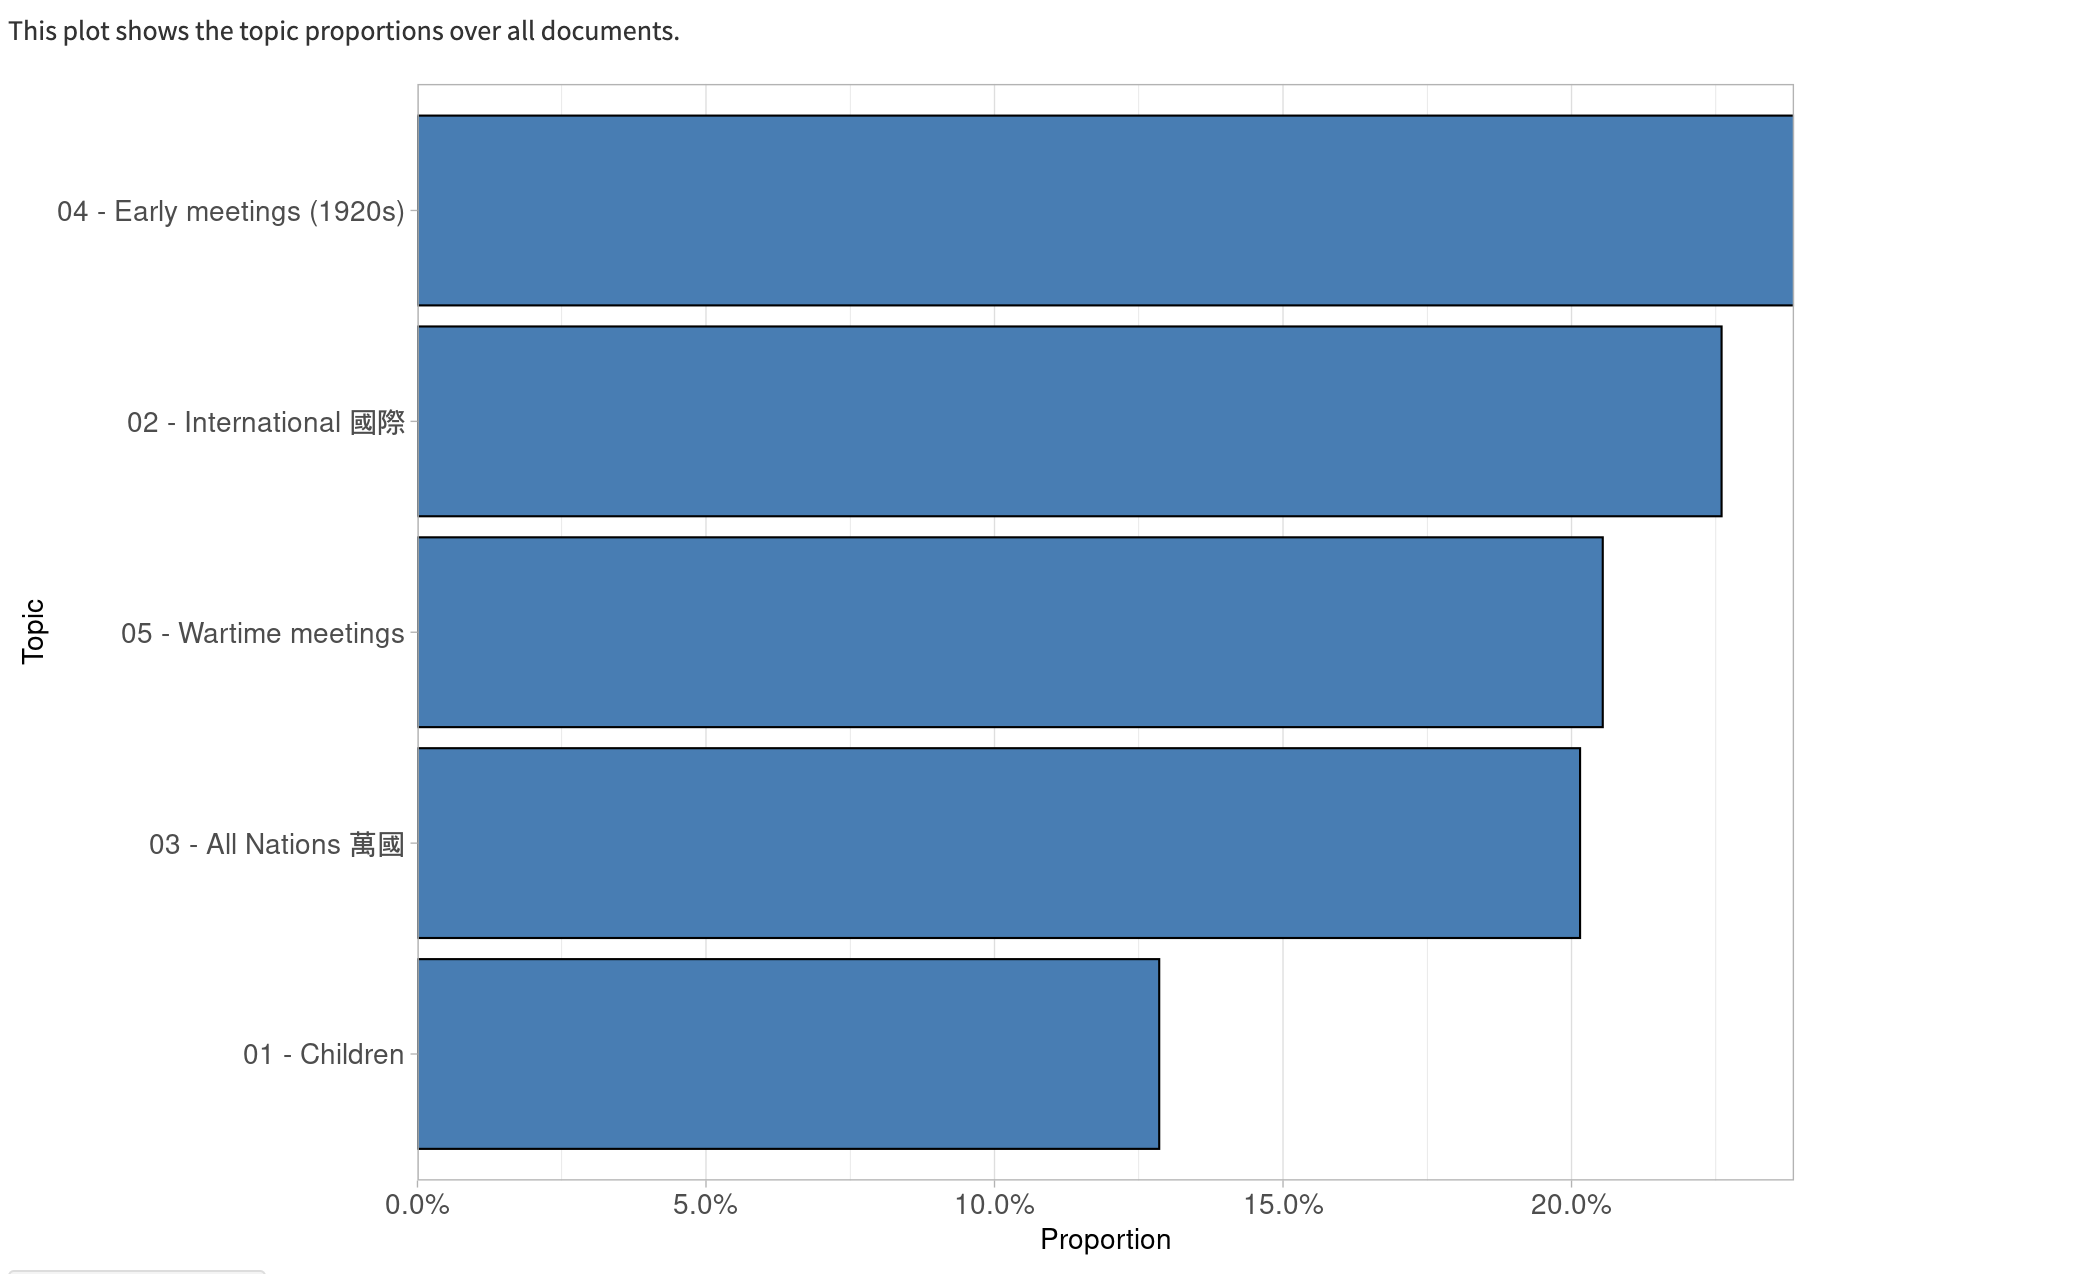 This plot shows the topic proportions over all documents.
04 - Early meetings (1920s)
02 - International 國際
05 - Wartime meetings
03 - All Nations 萬國
01 - Children
Topic
0.0% 5.0% 10.0% 15.0% 20.0%
Proportion